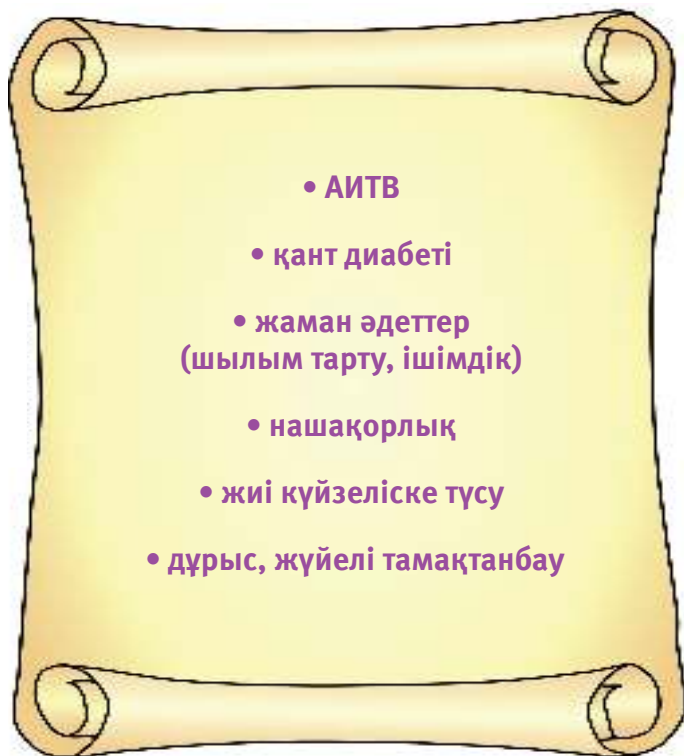 • АИТВ
• қант диабеті
• жаман әдеттер
(шылым тарту, ішімдік)
• нашақорлық
• жиі күйзеліске түсу
• дұрыс, жүйелі тамақтанбау